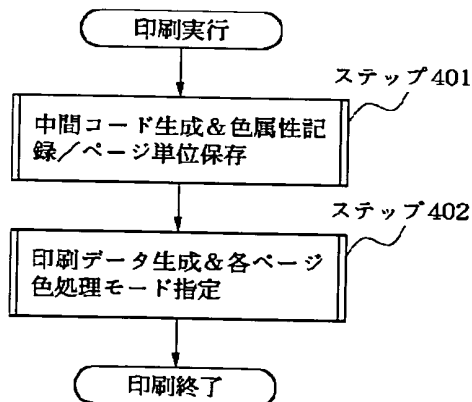 印刷実行
ステップ401
中間コード生成&色属性記
録/ページ単位保存
ステップ402
印刷データ生成&各ページ
色処理モード指定
印刷終了